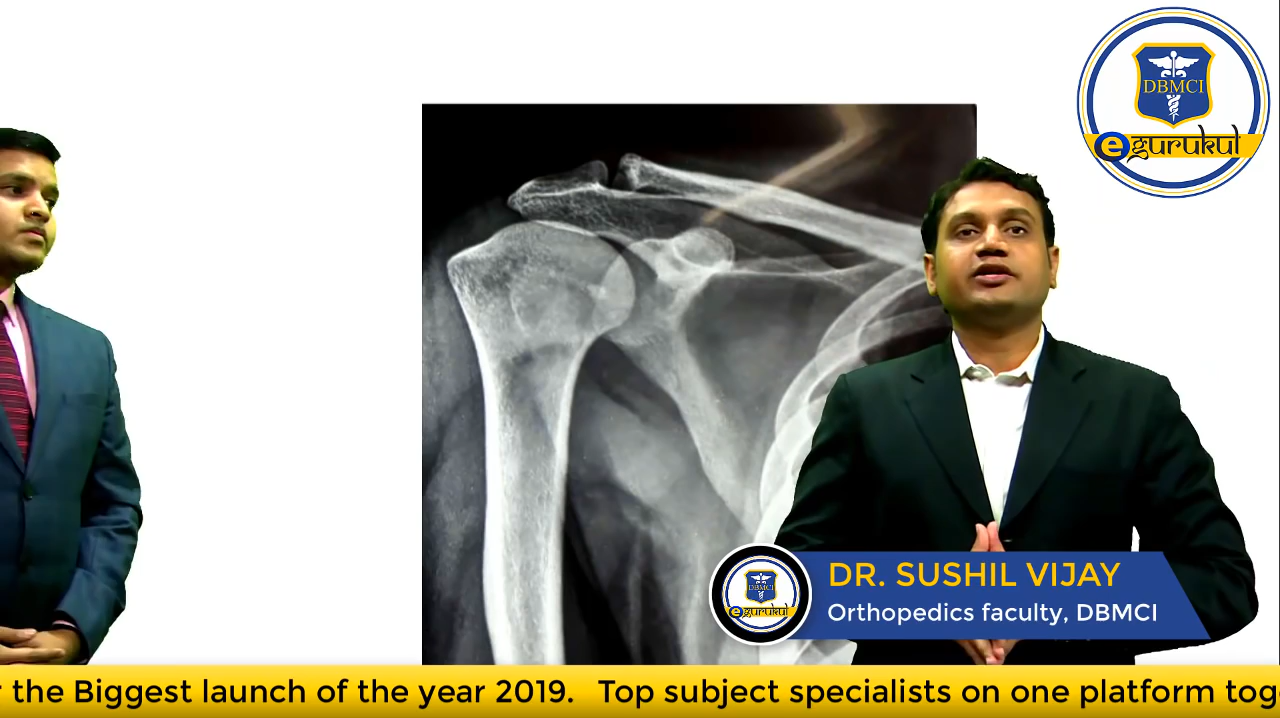 DBMCI
egurukul
DR. SUSHIL VIJAY
Orthopedics faculty, DBMCI
DBMCI
egurukul
the Biggest launch of the year 2019. Top subject specialists on one platform